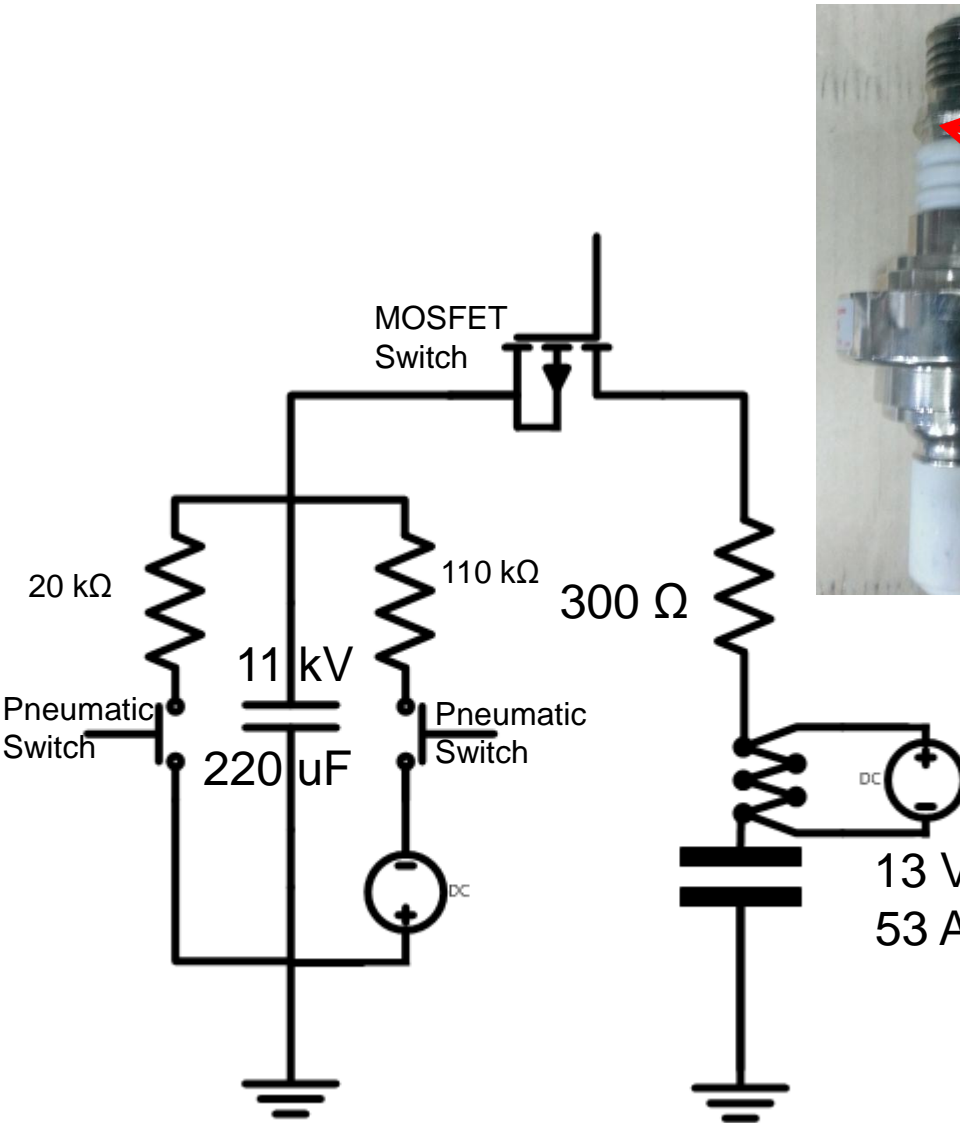 MOSFET
Switch
20 kΩ
110 kΩ
300 Ω
11 kV
Pneumatic
Switch
Pneumatic
Switch
220 uF
DC
13 V
53 A
DC